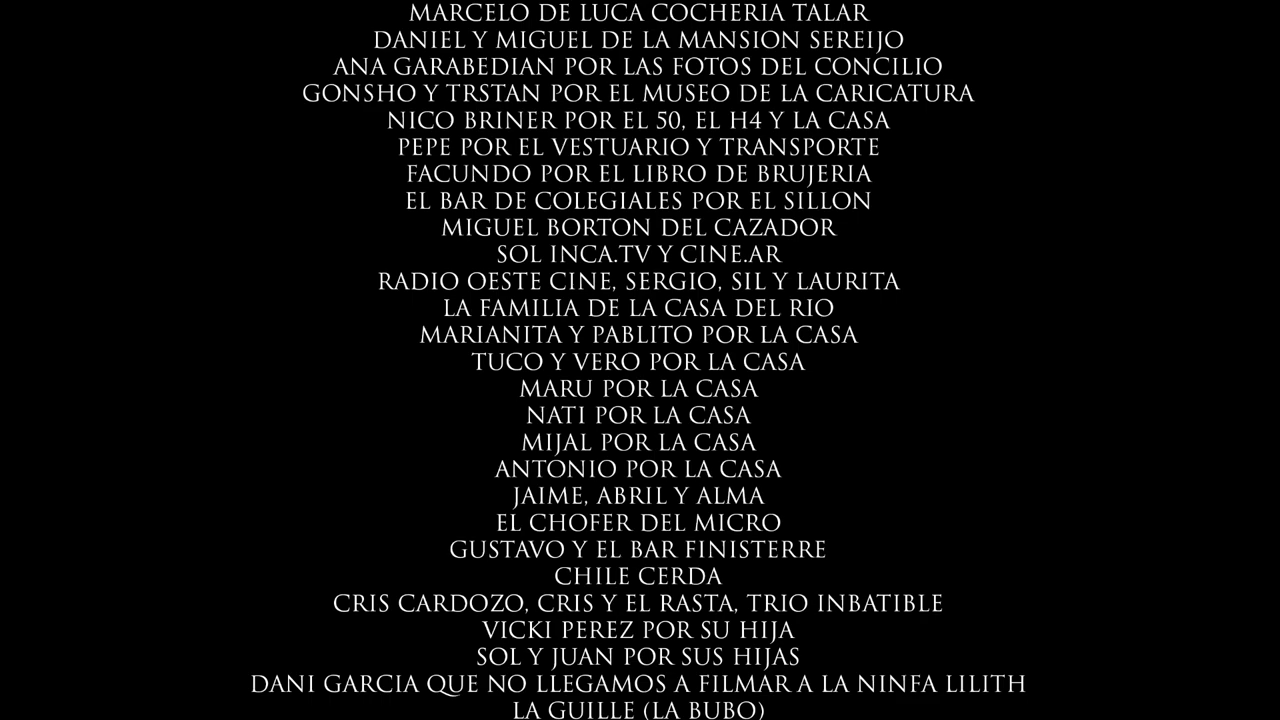 MARCELO DE LUCA COCHERIA TALAR
DANIEL Y MIGUEL DE LA MANSION SEREIJO
ANA GARABEDIAN POR LAS FOTOS DEL CONCILIO
GONSHO Y TRSTAN POR EL MUSEO DE LA CARICATURA
NICO BRINER POR EL 50, EL H4 Y LA CASA
PEPE POR EL VESTUARIO Y TRANSPORTE
FACUNDO POR EL LIBRO DE BRUJERIA
EL BAR DE COLEGIALES POR EL SILLON
MIGUEL BORTON DEL CAZADOR
SOL INCA.TV Y CINE.AR
RADIO OESTE CINE, SERGIO, SIL Y LAURITA
LA FAMILIA DE LA CASA DEL RIO
MARIANITA Y PABLITO POR LA CASA
TUCO Y VERO POR LA CASA
MARU POR LA CASA
NATI POR LA CASA
MIJAL POR LA CASA
ANTONIO POR LA CASA
JAIME, ABRIL Y ALMA
EL CHOFER DEL MICRO
GUSTAVO Y EL BAR FINISTERRE
CHILE CERDA
CRIS CARDOZO, CRIS Y EL RASTA, TRIO INBATIBLE
VICKI PEREZ POR SU HIJA
SOL Y JUAN POR SUS HIJAS
DANI GARCIA QUE NO LLEGAMOS A FILMAR A LA NINFA LILITH
LA GUILLE (LA BUBO)